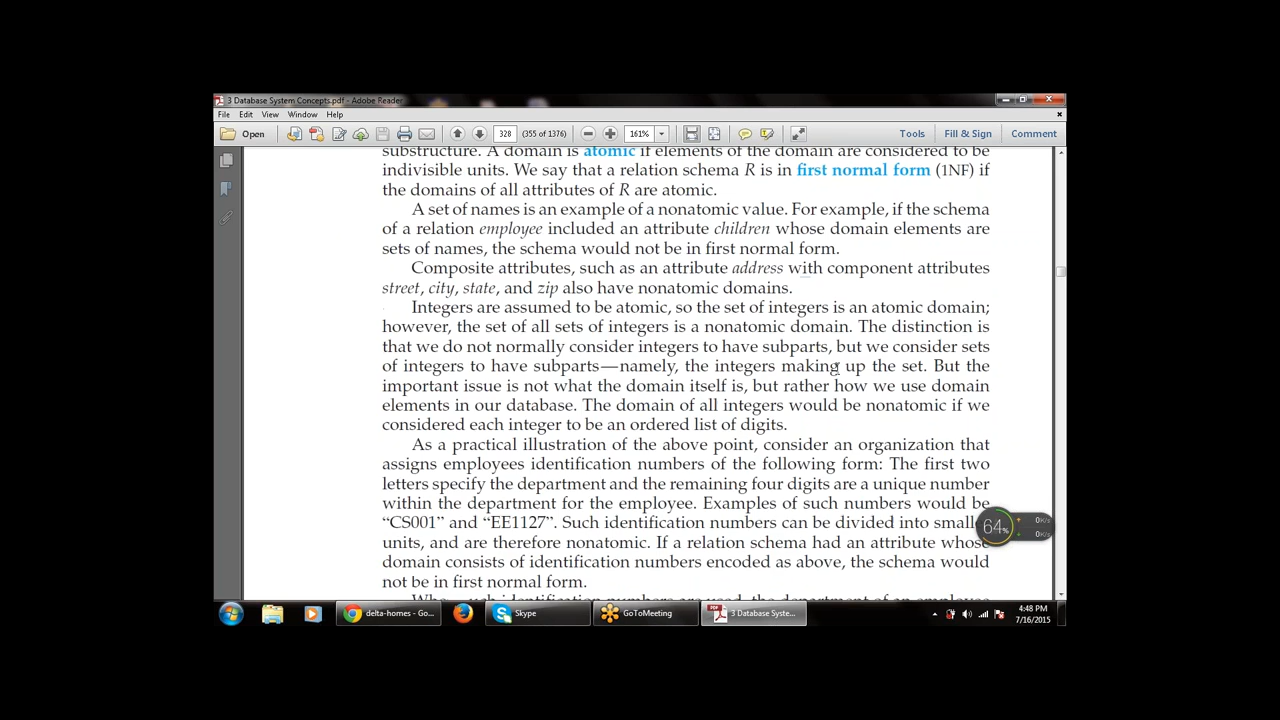 3 Database System Concepts.pdf - Adobe Reader
File Edit View Window Help
Open 328 (355 of 1376) 161% Tools Fill & Sign Comment
substructure. A domain is atomic if elements of the domain are considered to be
indivisible units. We say that a relation schema R is in first normal form (1NF) if
the domains of all attributes of R are atomic.
A set of names is an example of a nonatomic value. For example, if the schema
of a relation employee included an attribute children whose domain elements are
sets of names, the schema would not be in first normal form.
Composite attributes, such as an attribute address with component attributes
street, city, state, and zip also have nonatomic domains.
Integers are assumed to be atomic, so the set of integers is an atomic domain;
however, the set of all sets of integers is a nonatomic domain. The distinction is
that we do not normally consider integers to have subparts, but we consider sets
of integers to have subparts—namely, the integers making up the set. But the
important issue is not what the domain itself is, but rather how we use domain
elements in our database. The domain of all integers would be nonatomic if we
considered each integer to be an ordered list of digits.
As a practical illustration of the above point, consider an organization that
assigns employees identification numbers of the following form: The first two
letters specify the department and the remaining four digits are a unique number
within the department for the employee. Examples of such numbers would be
“CS001” and “EE1127”. Such identification numbers can be divided into small
units, and are therefore nonatomic. If a relation schema had an attribute whose
domain consists of identification numbers encoded as above, the schema would
not be in first normal form.
identification numbers are used, the department of an employee
64%
0K/s
0K/s
delta-homes - Go... Skype GoToMeeting 3 Database Syste...
4:48 PM
7/16/2015